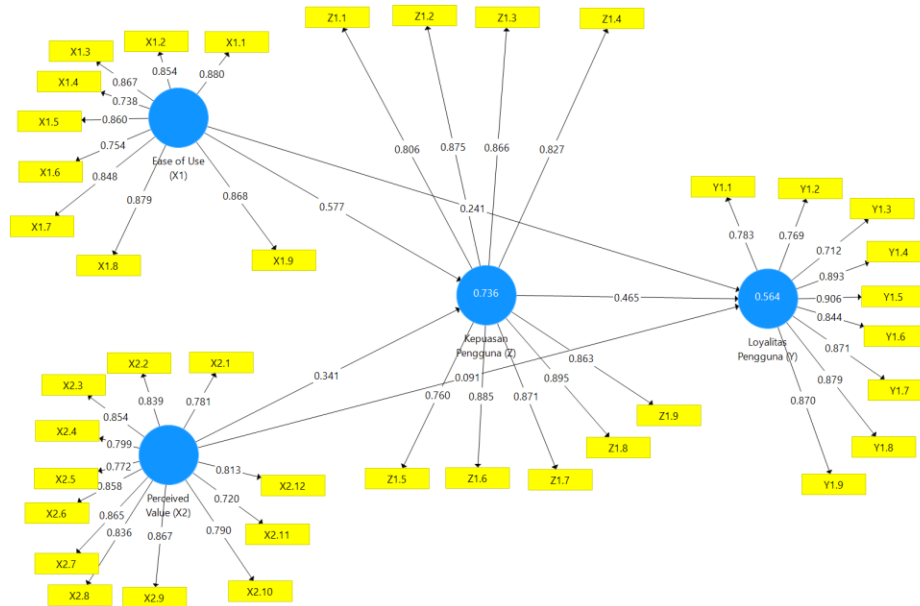 Z1.1
Z1.2
Z1.3
Z1.4
X1.3
X1.2
X1.1
X1.4
0.867
0.854
0.880
0.738
X1.5
0.860
X1.6
0.754
0.848
Ease of Use
(X1)
X1.7
0.879
0.868
X1.8
X1.9
0.806
0.875
0.866
0.827
0.577
0.241
Y1.1
Y1.2
Y1.3
0.783
0.769
0.712
Y1.4
0.893
0.736
0.465
0.564
0.906
Y1.5
0.844
Y1.6
Kepuasan
Pengguna (Z)
Loyalitas
Pengguna (Y)
0.871
Y1.7
0.879
0.870
Y1.8
Y1.9
0.341
0.091
0.863
0.760
0.885
0.871
0.895
Z1.9
Z1.8
Z1.5
Z1.6
Z1.7
X2.3
X2.2
X2.1
0.854
0.839
0.781
X2.4
0.799
X2.5
0.772
0.813
X2.12
0.858
X2.6
Perceived
Value (X2)
0.720
0.865
0.836
0.867
0.790
X2.11
X2.7
X2.8
X2.9
X2.10